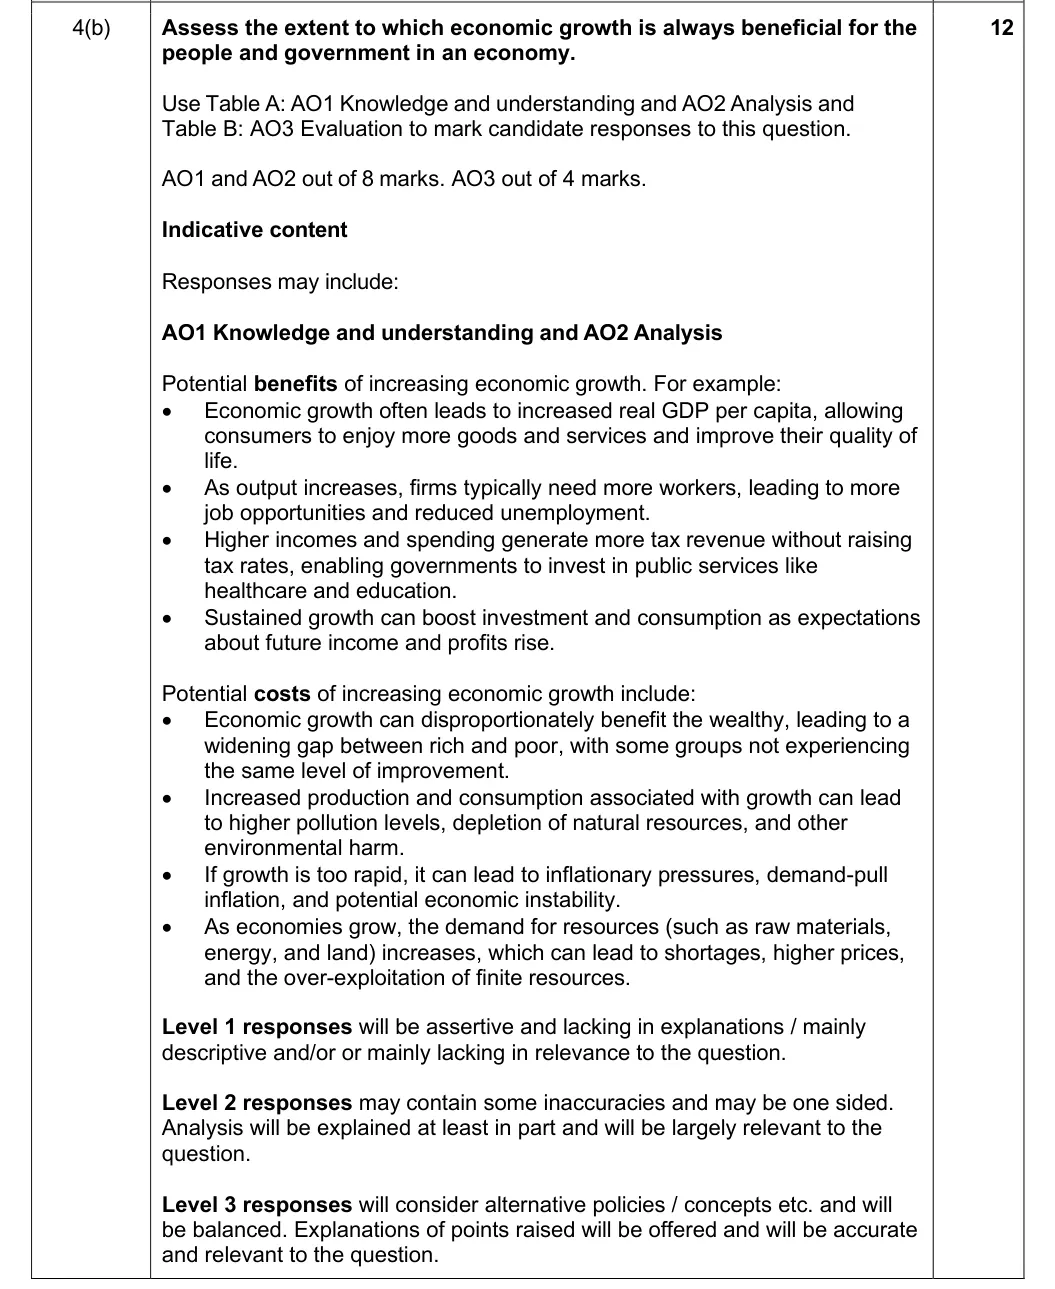 4(b)
Assess the extent to which economic growth is always beneficial for the
people and government in an economy.
12
Use Table A: AO1 Knowledge and understanding and AO2 Analysis and
Table B: AO3 Evaluation to mark candidate responses to this question.
AO1 and AO2 out of 8 marks. AO3 out of 4 marks.
Indicative content
Responses may include:
AO1 Knowledge and understanding and AO2 Analysis
Potential benefits of increasing economic growth. For example:
• Economic growth often leads to increased real GDP per capita, allowing
consumers to enjoy more goods and services and improve their quality of
life.
• As output increases, firms typically need more workers, leading to more
job opportunities and reduced unemployment.
• Higher incomes and spending generate more tax revenue without raising
tax rates, enabling governments to invest in public services like
healthcare and education.
• Sustained growth can boost investment and consumption as expectations
about future income and profits rise.
Potential costs of increasing economic growth include:
• Economic growth can disproportionately benefit the wealthy, leading to a
widening gap between rich and poor, with some groups not experiencing
the same level of improvement.
• Increased production and consumption associated with growth can lead
to higher pollution levels, depletion of natural resources, and other
environmental harm.
• If growth is too rapid, it can lead to inflationary pressures, demand-pull
inflation, and potential economic instability.
• As economies grow, the demand for resources (such as raw materials,
energy, and land) increases, which can lead to shortages, higher prices,
and the over-exploitation of finite resources.
Level 1 responses will be assertive and lacking in explanations / mainly
descriptive and/or or mainly lacking in relevance to the question.
Level 2 responses may contain some inaccuracies and may be one sided.
Analysis will be explained at least in part and will be largely relevant to the
question.
Level 3 responses will consider alternative policies / concepts etc. and will
be balanced. Explanations of points raised will be offered and will be accurate
and relevant to the question.